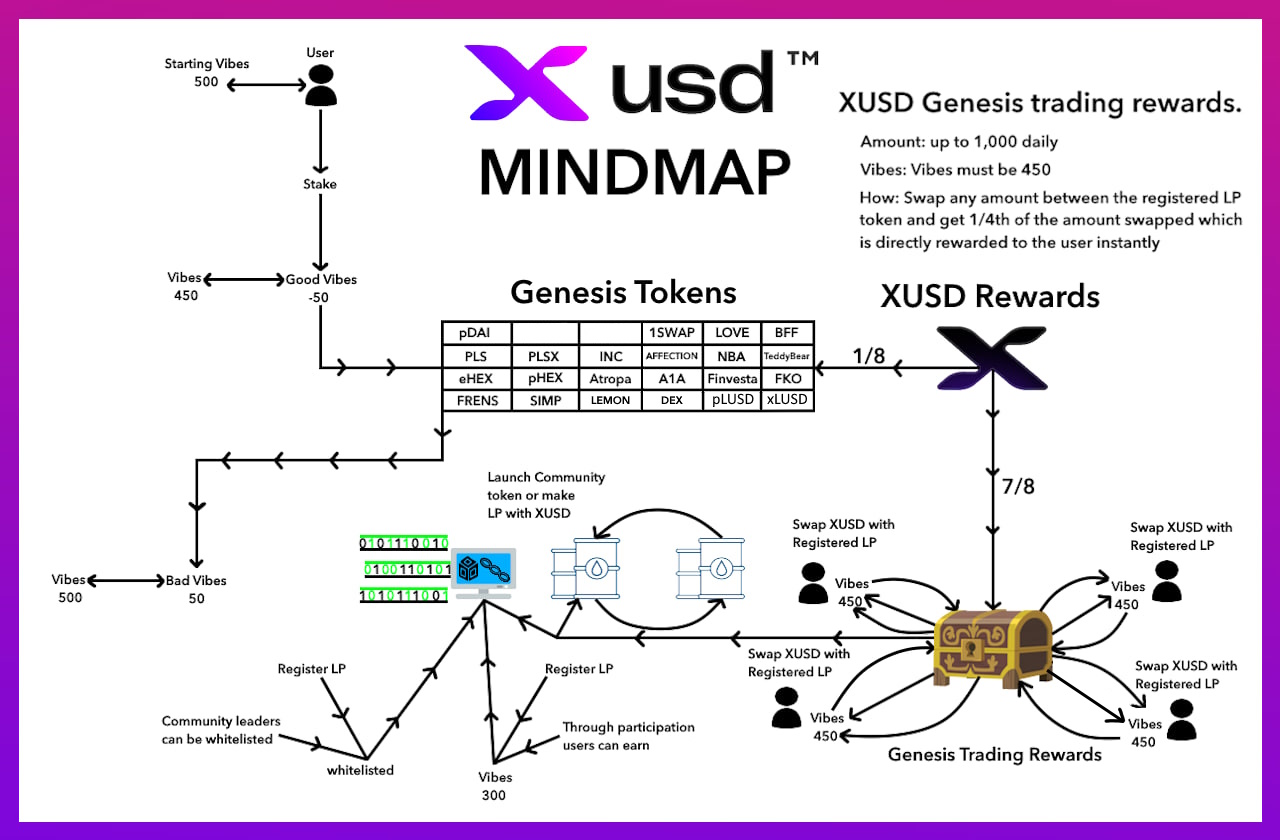 usd ™
MINDMAP
XUSD Genesis trading rewards.
Amount: up to 1,000 daily
Vibes: Vibes must be 450
How: Swap any amount between the registered LP
token and get 1/4th of the amount swapped which
is directly rewarded to the user instantly
User
Starting Vibes
500
Stake
Vibes
450
Good Vibes
-50
Genesis Tokens
pDAI 1SWAP LOVE BFF
PLS PLSX INC AFFECTION NBA TeddyBear
eHEX pHEX Atropa A1A Finvesta FKO
FRENS SIMP LEMON DEX pLUSD xLUSD
XUSD Rewards
1/8
7/8
Vibes
500
Bad Vibes
50
Launch Community
token or make
LP with XUSD
010110010
0100110101
1010111001
Swap XUSD with
Registered LP
Vibes
450
Swap XUSD with
Registered LP
Vibes
450
Swap XUSD with
Registered LP
Vibes
450
Swap XUSD with
Registered LP
Vibes
450
Genesis Trading Rewards
Register LP
Community leaders
can be whitelisted
whitelisted
Register LP
Through participation
users can earn
Vibes
300